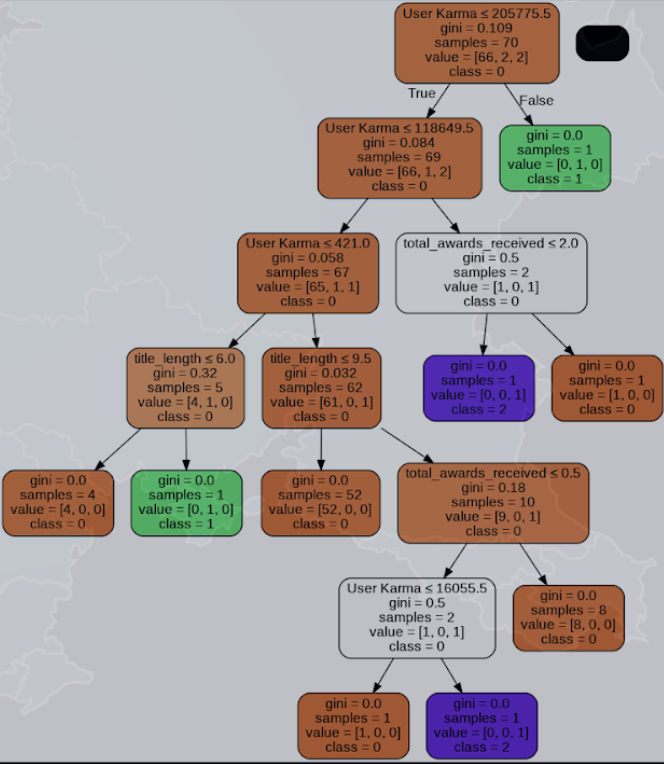 User Karma ≤ 205775.5
gini = 0.109
samples = 70
value = [66, 2, 2]
class = 0
True
False
User Karma ≤ 118649.5
gini = 0.084
samples = 69
value = [66, 1, 2]
class = 0
gini = 0.0
samples = 1
value = [0, 1, 0]
class = 1
User Karma ≤ 421.0
gini = 0.058
samples = 67
value = [65, 1, 1]
class = 0
total_awards_received ≤ 2.0
gini = 0.5
samples = 2
value = [1, 0, 1]
class = 0
title_length ≤ 6.0
gini = 0.32
samples = 5
value = [4, 1, 0]
class = 0
title_length ≤ 9.5
gini = 0.032
samples = 62
value = [61, 0, 1]
class = 0
gini = 0.0
samples = 1
value = [0, 0, 1]
class = 2
gini = 0.0
samples = 1
value = [1, 0, 0]
class = 0
gini = 0.0
samples = 4
value = [4, 0, 0]
class = 0
gini = 0.0
samples = 1
value = [0, 1, 0]
class = 1
gini = 0.0
samples = 52
value = [52, 0, 0]
class = 0
total_awards_received ≤ 0.5
gini = 0.18
samples = 10
value = [9, 0, 1]
class = 0
User Karma ≤ 16055.5
gini = 0.5
samples = 2
value = [1, 0, 1]
class = 0
gini = 0.0
samples = 8
value = [8, 0, 0]
class = 0
gini = 0.0
samples = 1
value = [1, 0, 0]
class = 0
gini = 0.0
samples = 1
value = [0, 0, 1]
class = 2